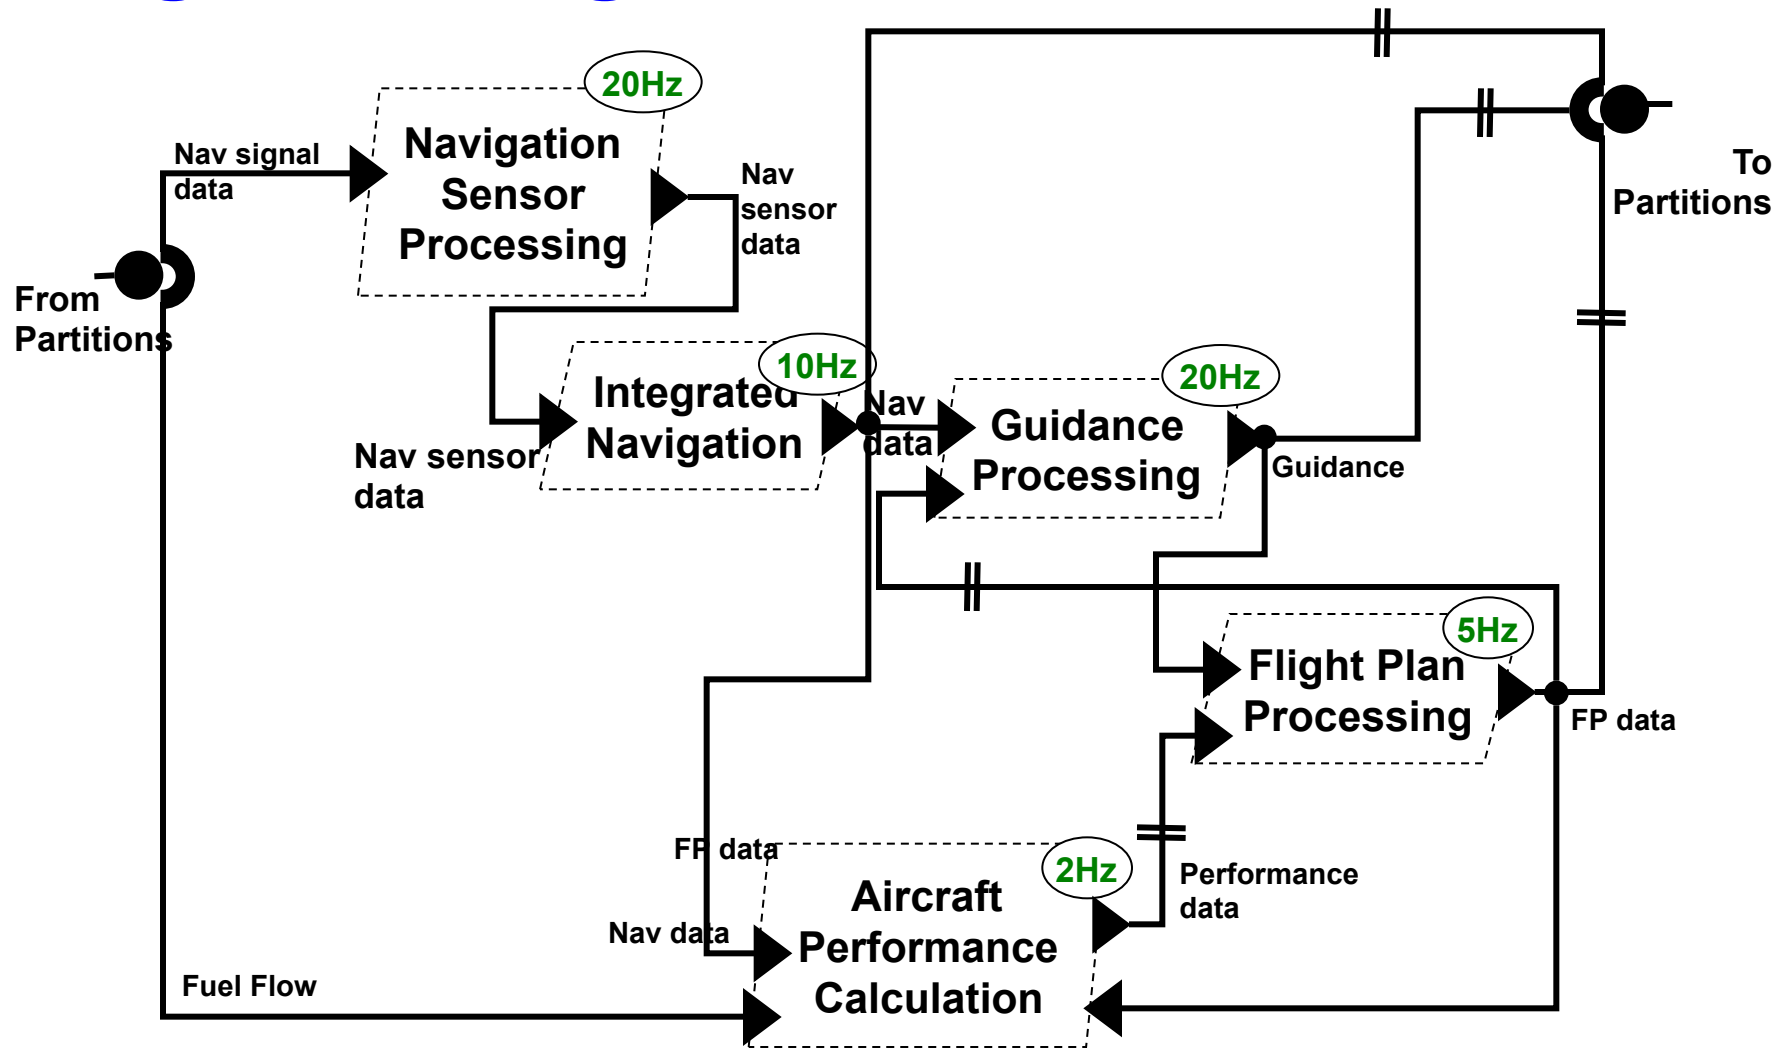 20Hz
Navigation
Sensor
Processing
Nav signal
data
Nav
sensor
data
To
Partitions
From
Partitions
10Hz
Integrated
Navigation
Nav sensor
data
Nav
data
20Hz
Guidance
Processing
Guidance
5Hz
Flight Plan
Processing
FP data
FP data
2Hz
Aircraft
Performance
Calculation
Performance
data
Nav data
Fuel Flow